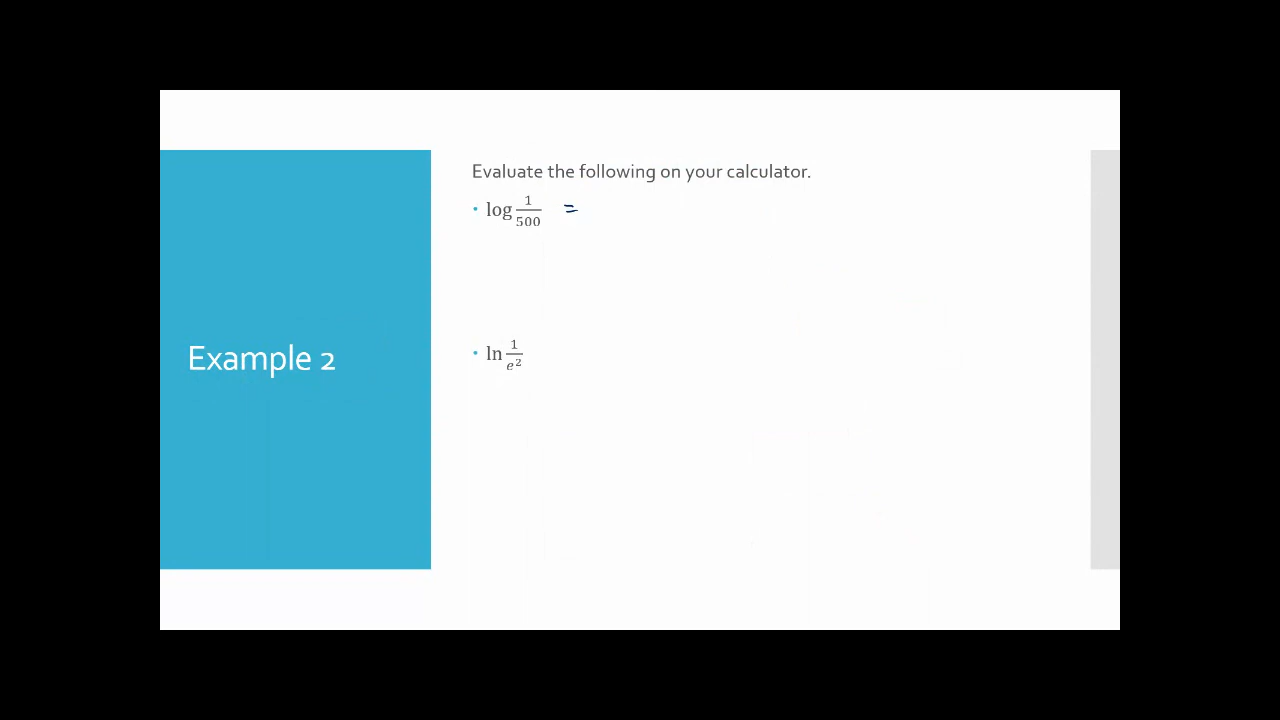 Example 2
Evaluate the following on your calculator.
• log 1/500 =
• ln 1/e²